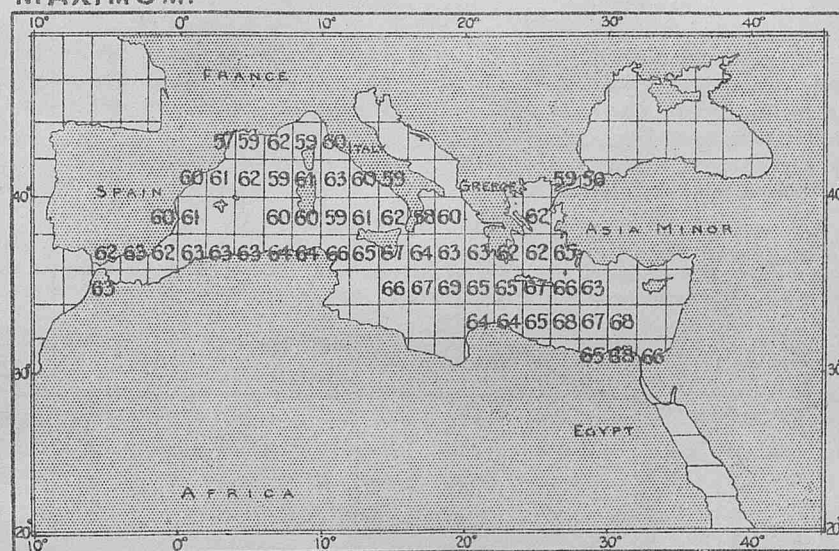 MAXIMUM.
10° 0° 10° 20° 30° 40°
FRANCE
57 59 62 59 60
ITALY
60 61 62 59 61 63 60 59 59 56
40° SPAIN GREECE 40°
60 61 60 60 59 61 62 58 60 62
ASIA MINOR
62 63 62 63 63 63 64 64 66 65 67 64 63 63 62 62 65
63 66 67 69 65 65 67 66 63
64 64 65 68 67 68
65 68 66
30° 30°
EGYPT
AFRICA
20° 20°
10° 0° 10° 20° 30° 40°